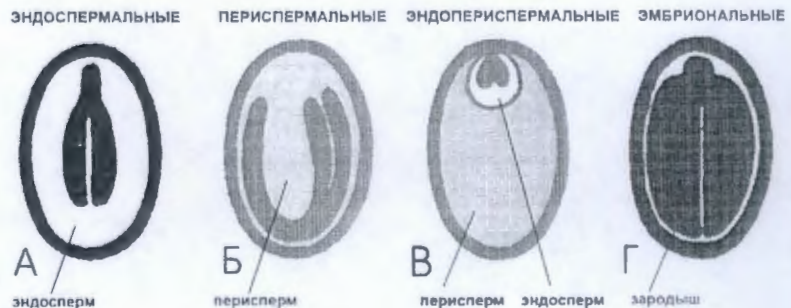 ЭНДОСПЕРМАЛЬНЫЕ ПЕРИСПЕРМАЛЬНЫЕ ЭНДОПЕРИСПЕРМАЛЬНЫЕ ЭМБРИОНАЛЬНЫЕ
А Б В Г
эндосперм перисперм перисперм эндосперм зародыш